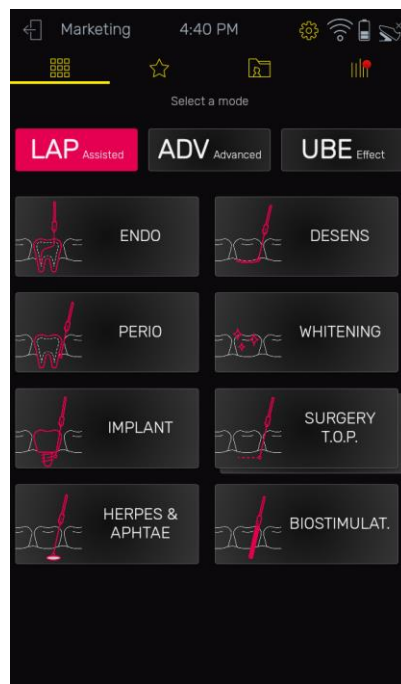 Marketing 4:40 PM
Select a mode
LAP Assisted ADV Advanced UBE Effect
ENDO DESENS
PERIO WHITENING
IMPLANT SURGERY
T.O.P.
HERPES &
APHTAE BIOSTIMULAT.